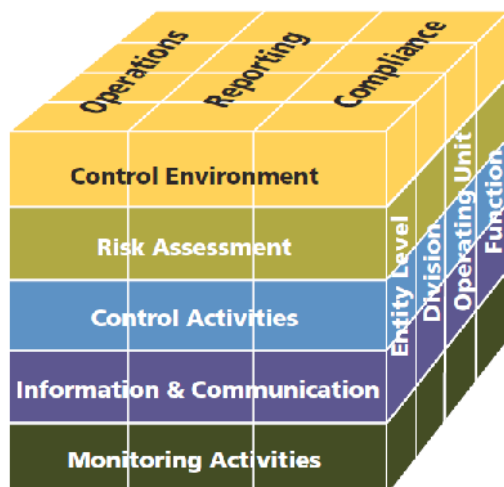 Operations
Reporting
Compliance
Control Environment
Risk Assessment
Control Activities
Information & Communication
Monitoring Activities
Entity Level
Division
Operating Unit
Function